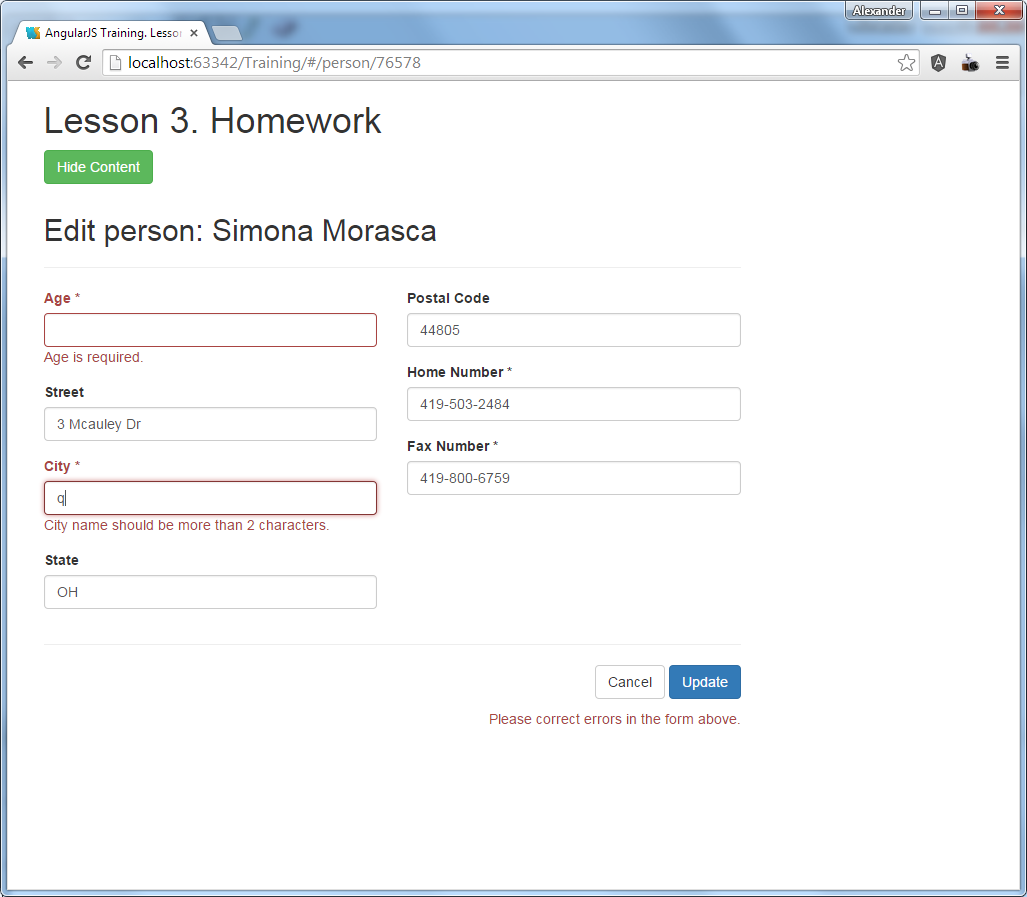 Alexander
AngularJS Training. Lesso
localhost:63342/Training/#/person/76578
Lesson 3. Homework
Hide Content
Edit person: Simona Morasca
Age *
Age is required.
Street
3 Mcauley Dr
City *
q
City name should be more than 2 characters.
State
OH
Postal Code
44805
Home Number *
419-503-2484
Fax Number *
419-800-6759
Cancel Update
Please correct errors in the form above.